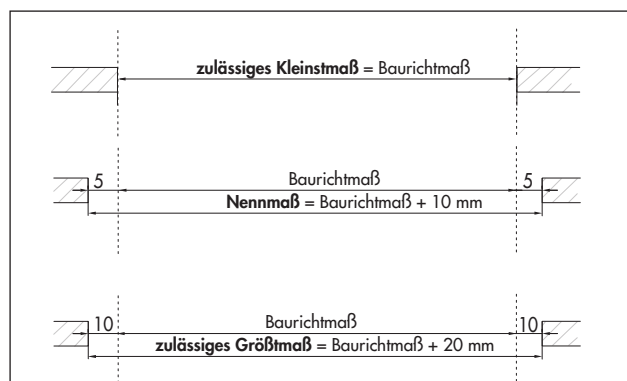 zulässiges Kleinstmaß = Baurichtmaß
5 Baurichtmaß 5
Nennmaß = Baurichtmaß + 10 mm
10 Baurichtmaß 10
zulässiges Größtmaß = Baurichtmaß + 20 mm